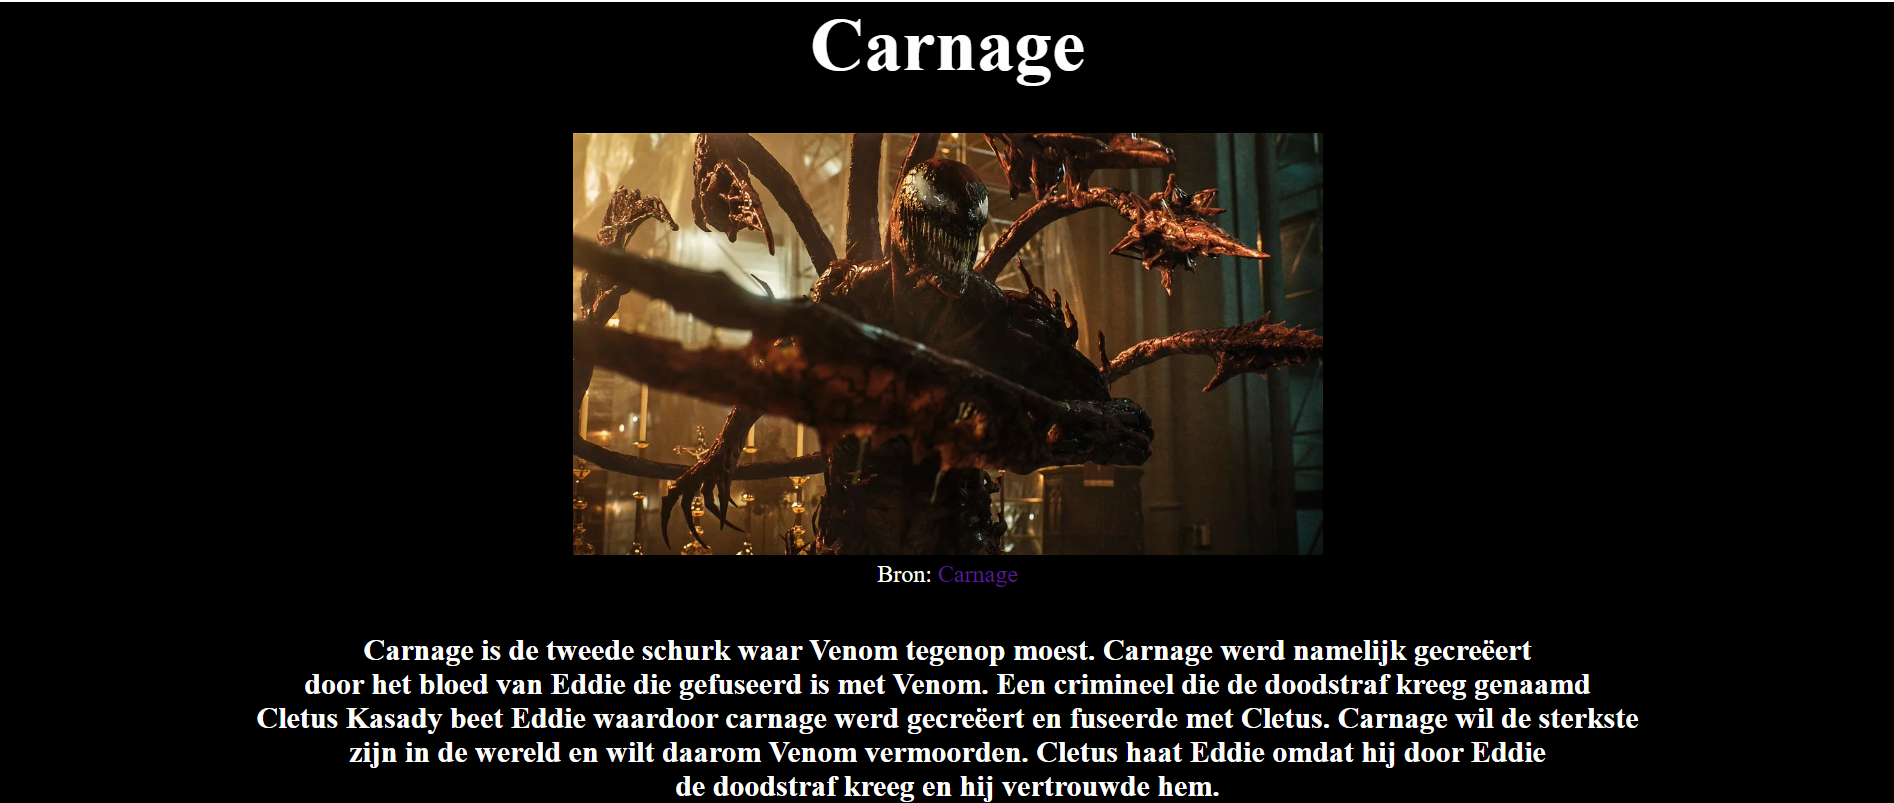 Carnage
Bron: Carnage
Carnage is de tweede schurk waar Venom tegenop moest. Carnage werd namelijk gecreëert
door het bloed van Eddie die gefuseerd is met Venom. Een crimineel die de doodstraf kreeg genaamd
Cletus Kasady beet Eddie waardoor carnage werd gecreëert en fuseerde met Cletus. Carnage wil de sterkste
zijn in de wereld en wilt daarom Venom vermoorden. Cletus haat Eddie omdat hij door Eddie
de doodstraf kreeg en hij vertrouwde hem.